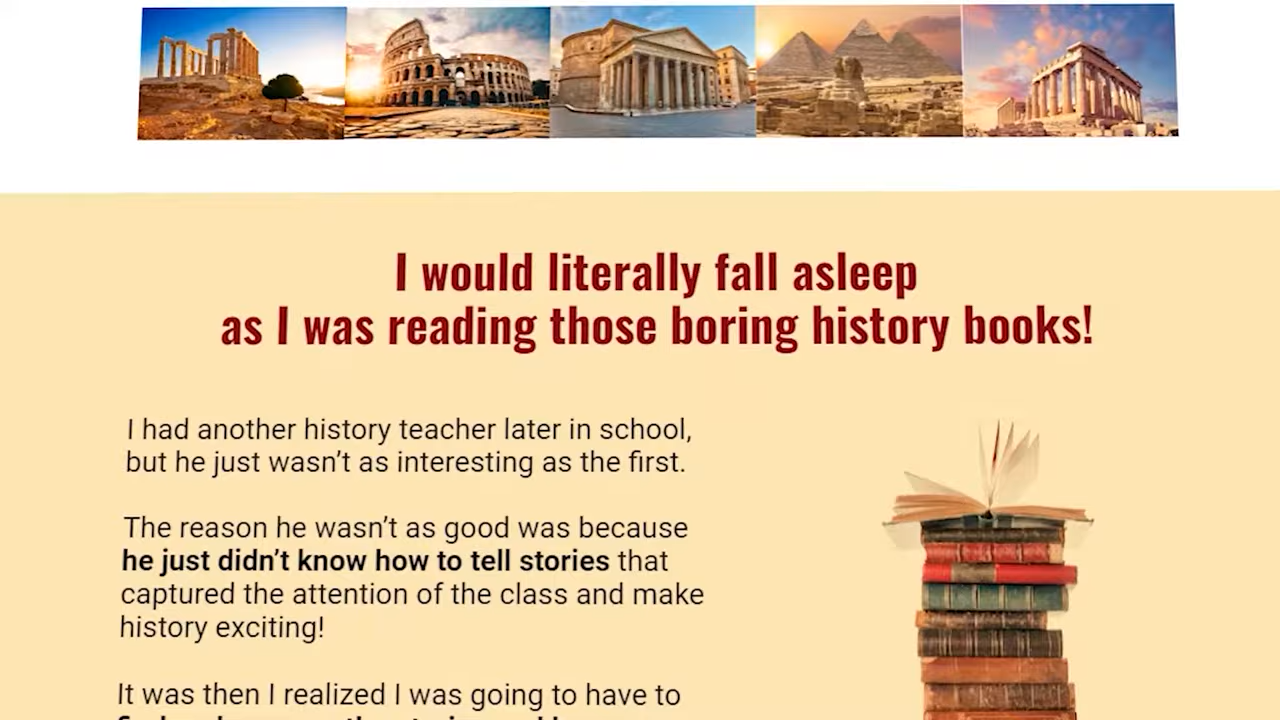 I would literally fall asleep
as I was reading those boring history books!
I had another history teacher later in school,
but he just wasn't as interesting as the first.
The reason he wasn't as good was because
he just didn't know how to tell stories that
captured the attention of the class and make
history exciting!
It was then I realized I was going to have to